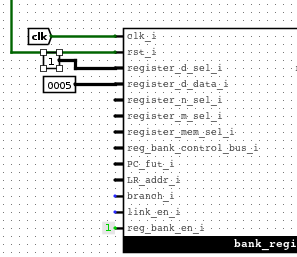 clk
clk_i
rst_i
1
register_d_sel_i
0005
register_d_data_i
register_n_sel_i
register_m_sel_i
register_mem_sel_i
reg_bank_control_bus_i
PC_fut_i
LR_addr_i
branch_i
link_en_i
1
reg_bank_en_i
bank_regi